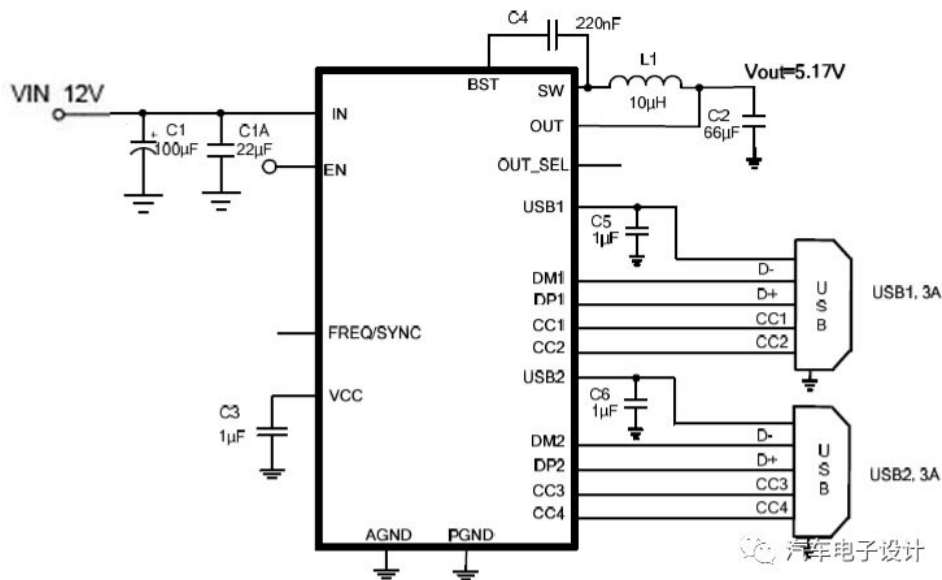 C4
220nF
BST
L1
Vout=5.17V
VIN 12V
SW
10μH
IN
C1
C1A
C2
+
100μF
22μF
OUT
66μF
EN
OUT_SEL
USB1
C5
1μF
DM1
D-
DP1
D+
USB
USB1, 3A
CC1
CC1
FREQ/SYNC
CC2
CC2
USB2
VCC
C6
C3
1μF
1μF
DM2
D-
DP2
D+
USB
USB2, 3A
CC3
CC3
CC4
CC4
AGND
PGND
汽车电子设计